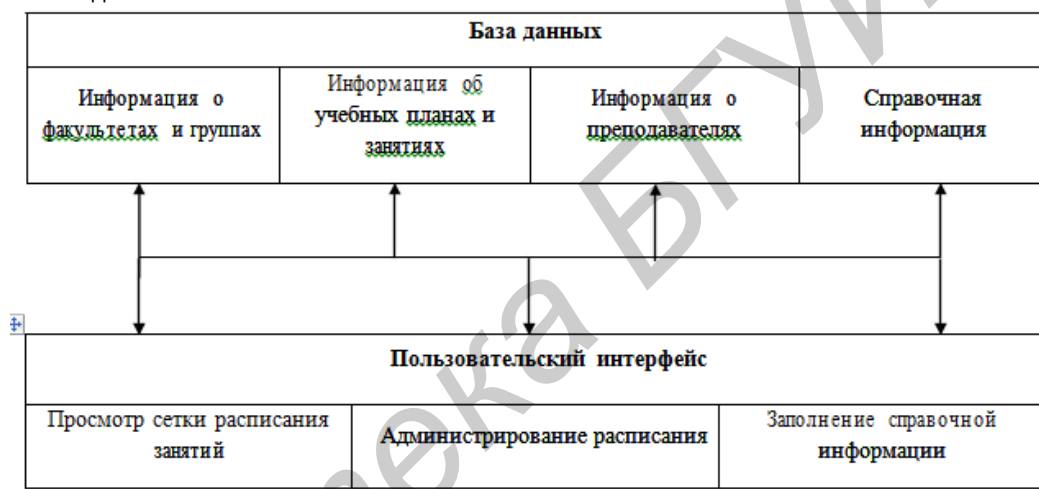 База данных
Информация о
факультетах и группах
Информация об
учебных планах и
занятиях
Информация о
преподавателях
Справочная
информация
Пользовательский интерфейс
Просмотр сетки расписания
занятий
Администрирование расписания
Заполнение справочной
информации